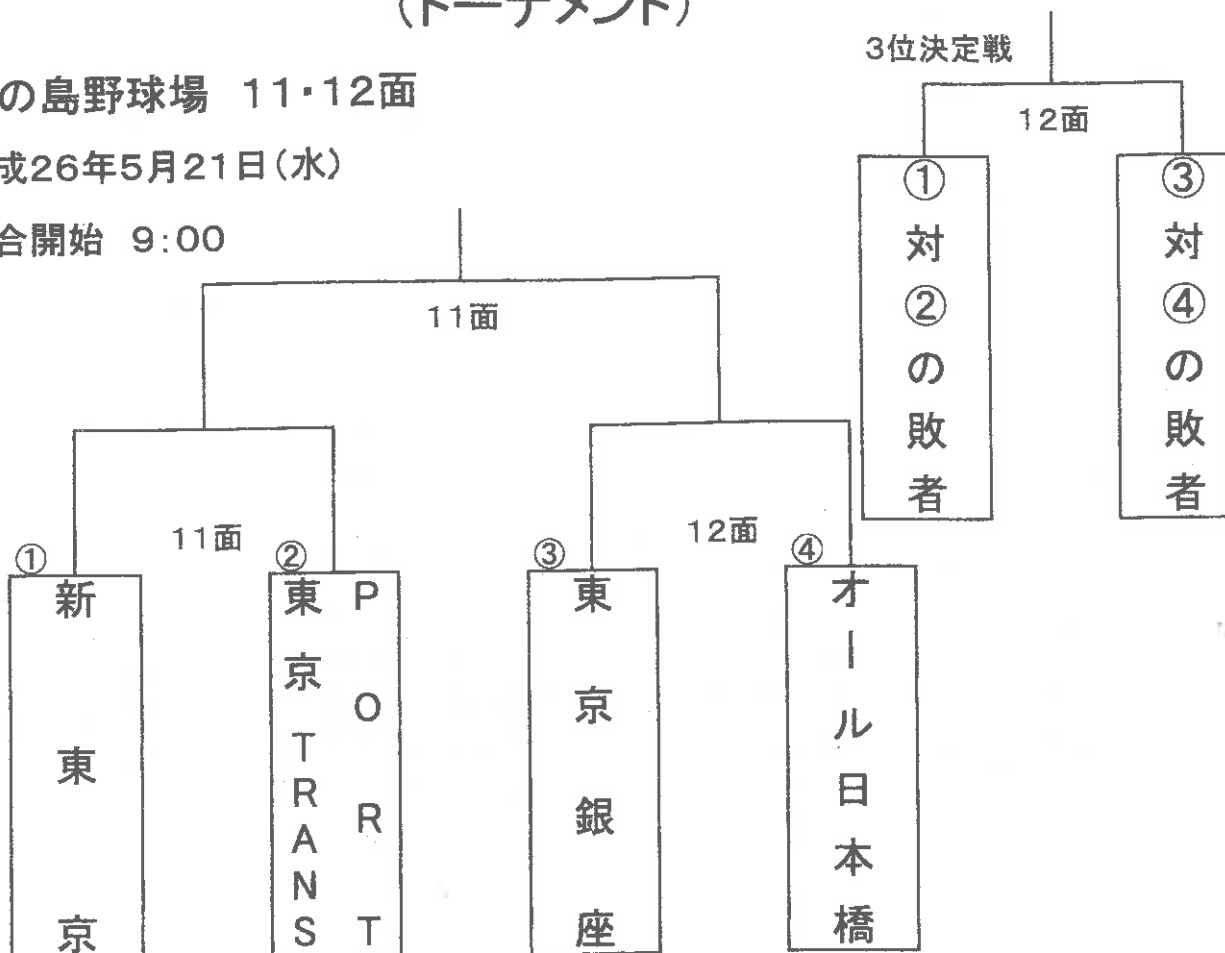 (トーナメント)
の島野球場 11・12面
成26年5月21日(水)
合開始 9:00
3位決定戦
12面
①対②の敗者
③対④の敗者
11面
11面
12面
①
新東京
②
東京TRANS
PORT
③
東京銀座
④
オール日本橋